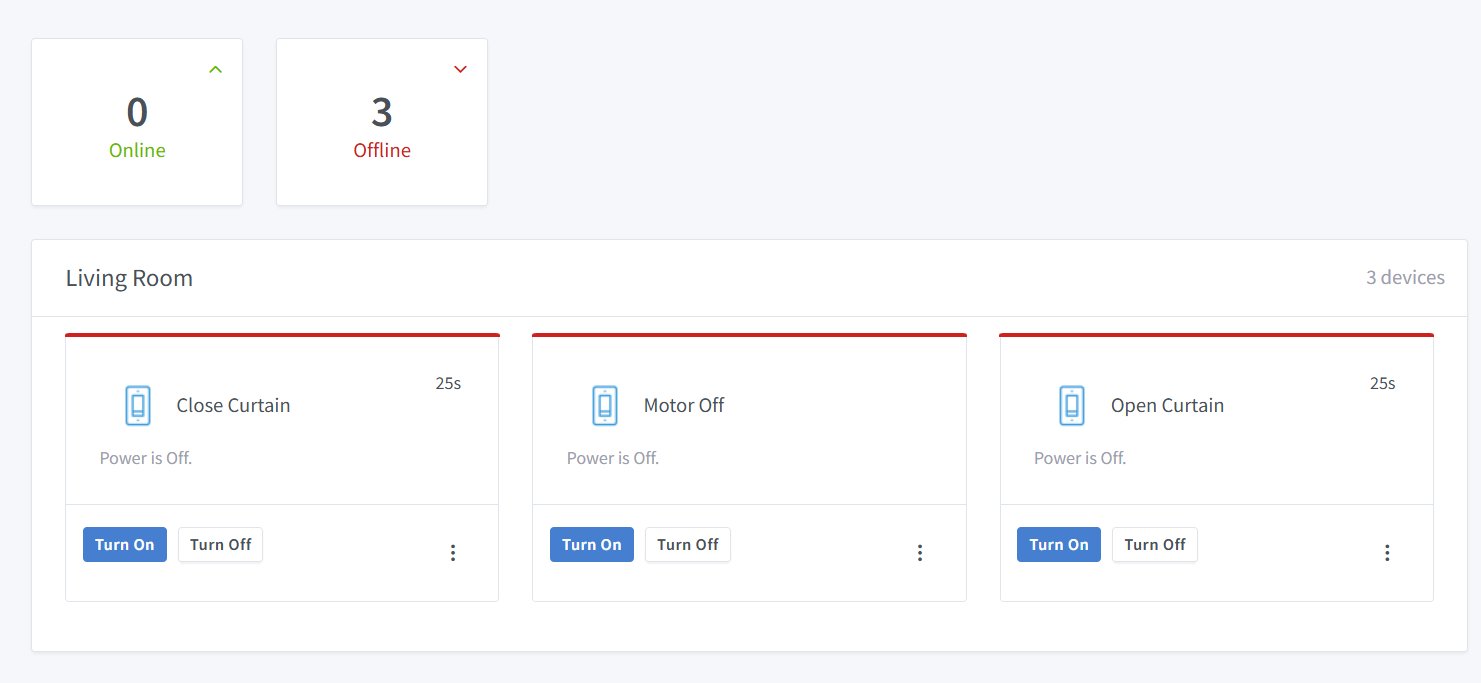 0
Online
3
Offline
Living Room
3 devices
Close Curtain
25s
Power is Off.
Turn On
Turn Off
Motor Off
Power is Off.
Turn On
Turn Off
Open Curtain
25s
Power is Off.
Turn On
Turn Off